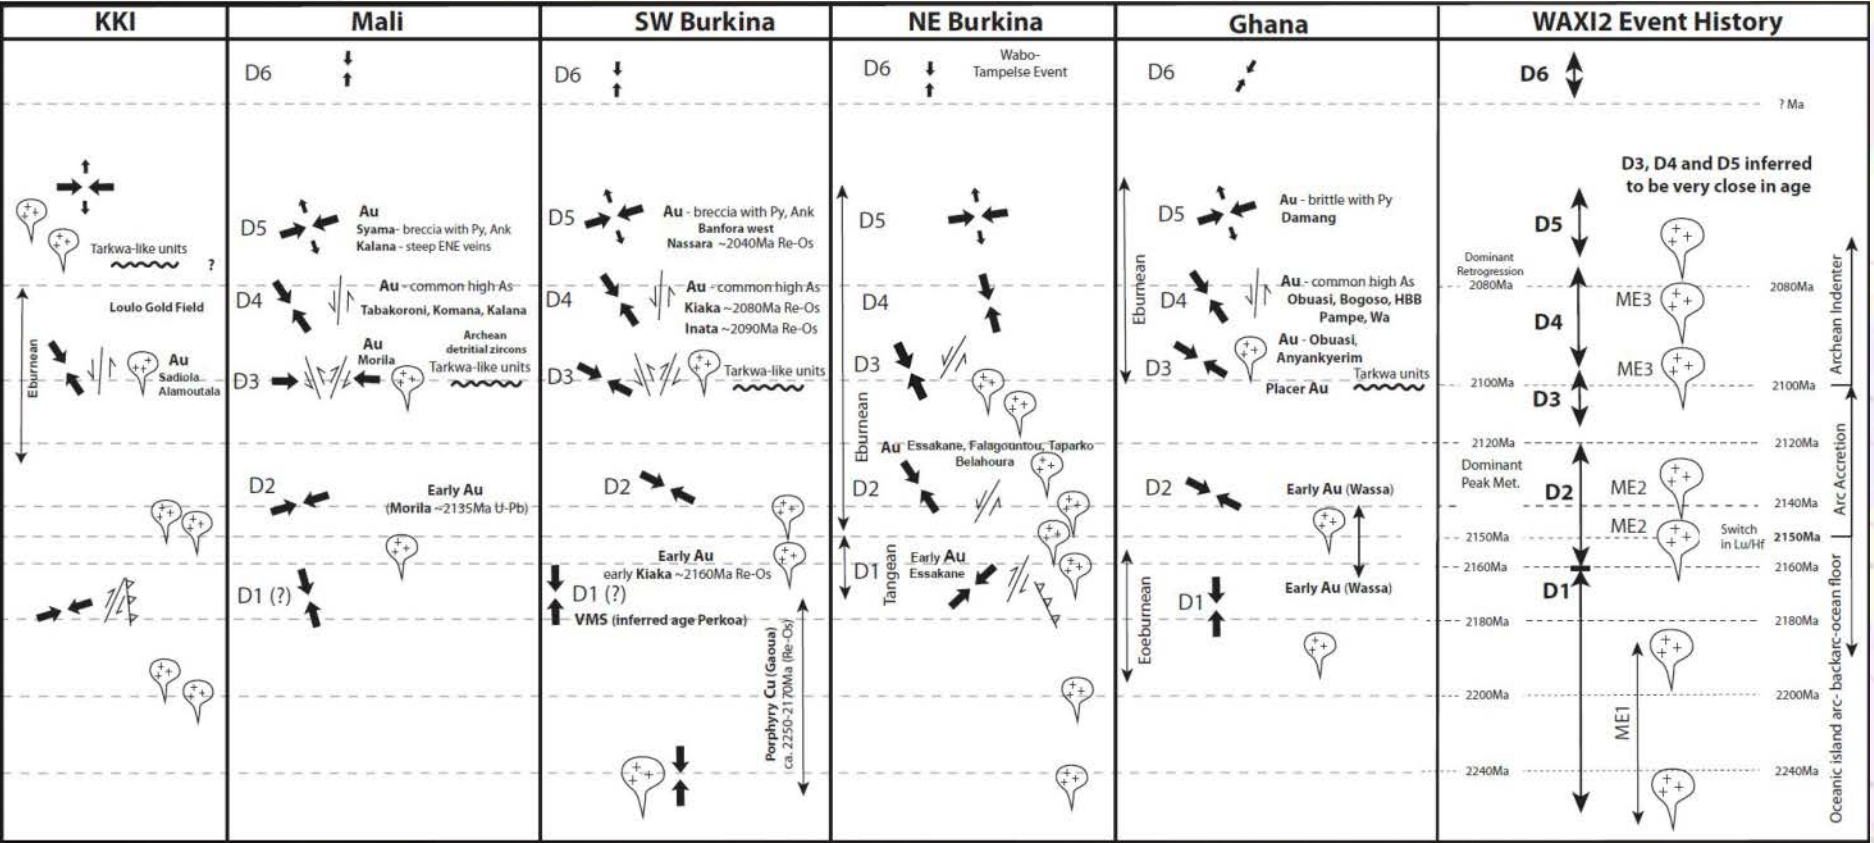 KKI
Mali
SW Burkina
NE Burkina
Ghana
WAXI2 Event History
Tarkwa-like units
?
Loulo Gold Field
Eburnean
Au
Sadiola
Alamoutala
D6
D5
Au
Syama- breccia with Py, Ank
Kalana - steep ENE veins
D4
Au - common high As
Tabakoroni, Komana, Kalana
D3
Au
Morila
Archean
detritial zircons
Tarkwa-like units
D2
Early Au
(Morila ~2135Ma U-Pb)
D1 (?)
D6
D5
Au - breccia with Py, Ank
Banfora west
Nassara ~2040Ma Re-Os
D4
Au - common high As
Kiaka ~2080Ma Re-Os
Inata ~2090Ma Re-Os
D3
Tarkwa-like units
D2
Early Au
early Kiaka ~2160Ma Re-Os
D1 (?)
VMS (inferred age Perkoa)
Porphyry Cu (Gaoua)
ca. 2250-2170Ma (Re-Os)
D6
Wabo-
Tampelse Event
D5
D4
D3
Eburnean
Au Essakane, Falagountou, Taparko
Belahoura
D2
D1
Tangean
Early Au
Essakane
D6
D5
Au - brittle with Py
Damang
Eburnean
D4
Au - common high As
Obuasi, Bogoso, HBB
Pampe, Wa
D3
Au - Obuasi,
Anyankyerim
Tarkwa units
Placer Au
D2
Early Au (Wassa)
Early Au (Wassa)
D1
Eoeburnean
D6
? Ma
D3, D4 and D5 inferred
to be very close in age
D5
Dominant
Retrogression
2080Ma
2080Ma
ME3
D4
ME3
2100Ma
2100Ma
D3
Archean Indenter
2120Ma
2120Ma
Dominant
Peak Met.
D2
ME2
2140Ma
ME2
Switch
in Lu/Hf
2150Ma
2150Ma
Arc Accretion
2160Ma
2160Ma
D1
2180Ma
2180Ma
2200Ma
2200Ma
ME1
2240Ma
2240Ma
Oceanic island arc- backarc-ocean floor